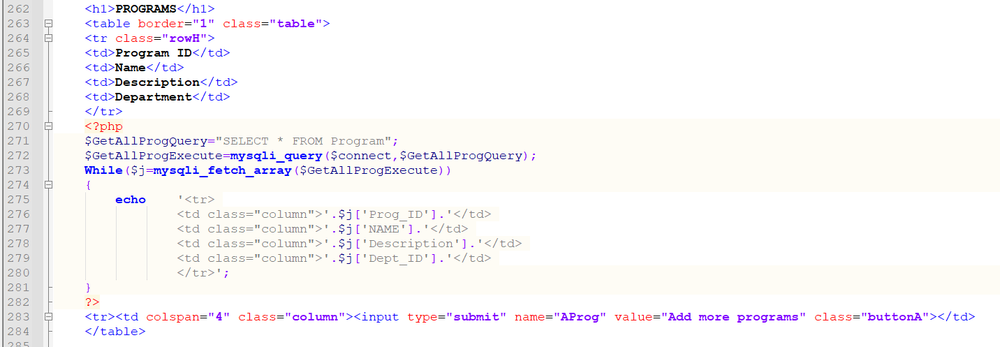 262 <h1>PROGRAMS</h1>
263 <table border="1" class="table">
264 <tr class="rowH">
265 <td>Program ID</td>
266 <td>Name</td>
267 <td>Description</td>
268 <td>Department</td>
269 </tr>
270 <?php
271 $GetAllProgQuery="SELECT * FROM Program";
272 $GetAllProgExecute=mysqli_query($connect,$GetAllProgQuery);
273 While($j=mysqli_fetch_array($GetAllProgExecute))
274 {
275 echo '<tr>
276 <td class="column">'.$j['Prog_ID'].'</td>
277 <td class="column">'.$j['NAME'].'</td>
278 <td class="column">'.$j['Description'].'</td>
279 <td class="column">'.$j['Dept_ID'].'</td>
280 </tr>';
281 }
282 ?>
283 <tr><td colspan="4" class="column"><input type="submit" name="AProg" value="Add more programs" class="buttonA"></td>
284 </table>
285